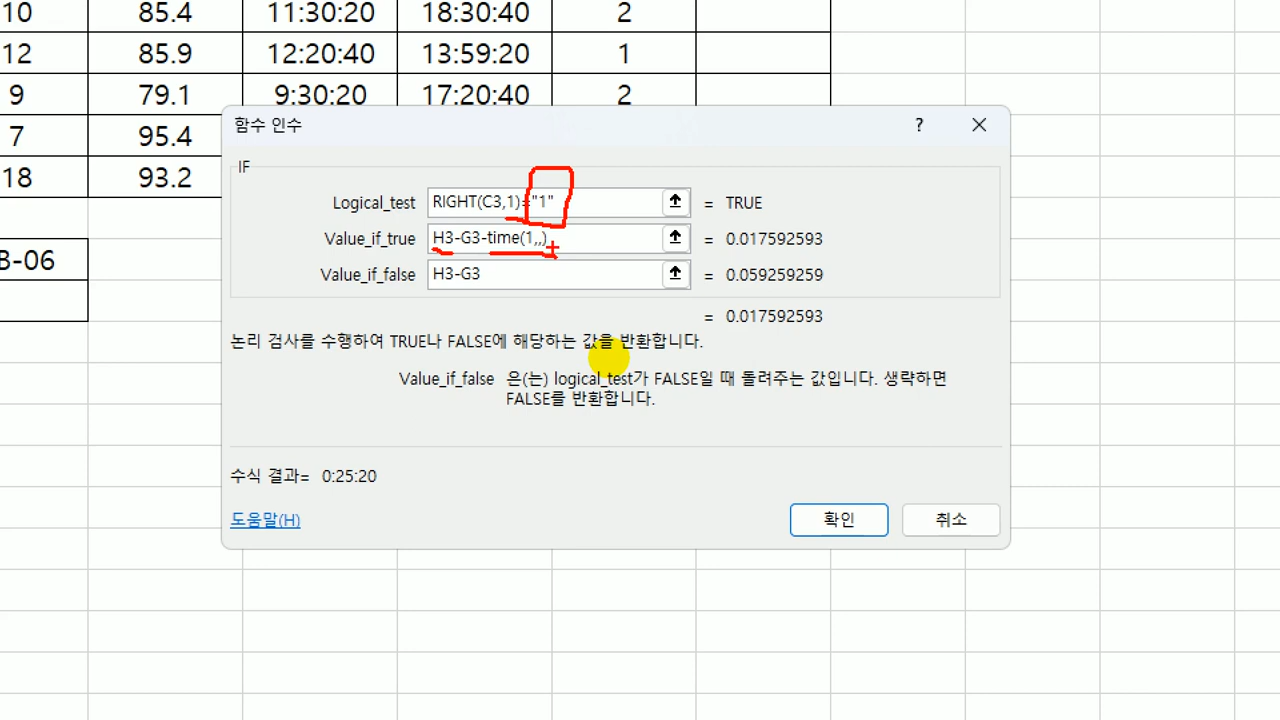 10 85.4 11:30:20 18:30:40 2
12 85.9 12:20:40 13:59:20 1
9 79.1 9:30:20 17:20:40 2
7 95.4
18 93.2
B-06
함수 인수 ?
IF
Logical_test RIGHT(C3,1)="1" = TRUE
Value_if_true H3-G3-time(1,,) = 0.017592593
Value_if_false H3-G3 = 0.059259259
= 0.017592593
논리 검사를 수행하여 TRUE나 FALSE에 해당하는 값을 반환합니다.
Value_if_false 은(는) logical_test가 FALSE일 때 돌려주는 값입니다. 생략하면
FALSE를 반환합니다.
수식 결과= 0:25:20
도움말(H) 확인 취소